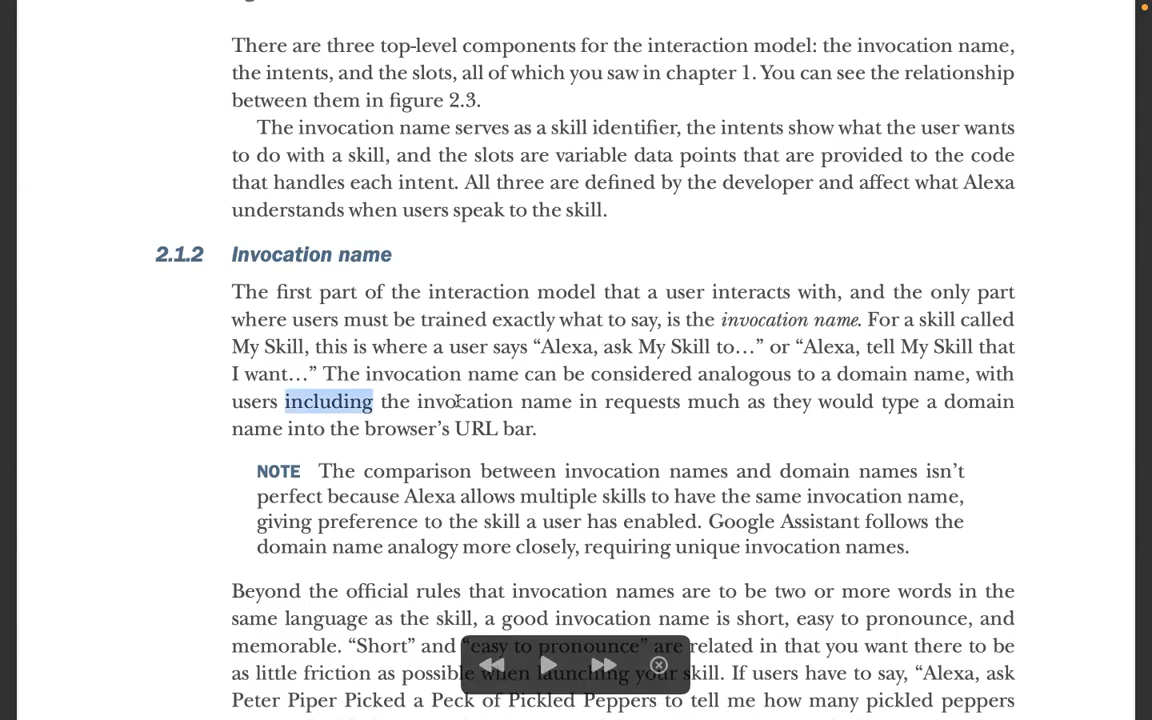 There are three top-level components for the interaction model: the invocation name,
the intents, and the slots, all of which you saw in chapter 1. You can see the relationship
between them in figure 2.3.
The invocation name serves as a skill identifier, the intents show what the user wants
to do with a skill, and the slots are variable data points that are provided to the code
that handles each intent. All three are defined by the developer and affect what Alexa
understands when users speak to the skill.
2.1.2 Invocation name
The first part of the interaction model that a user interacts with, and the only part
where users must be trained exactly what to say, is the invocation name. For a skill called
My Skill, this is where a user says “Alexa, ask My Skill to…” or “Alexa, tell My Skill that
I want…” The invocation name can be considered analogous to a domain name, with
users including the invocation name in requests much as they would type a domain
name into the browser’s URL bar.
NOTE The comparison between invocation names and domain names isn’t
perfect because Alexa allows multiple skills to have the same invocation name,
giving preference to the skill a user has enabled. Google Assistant follows the
domain name analogy more closely, requiring unique invocation names.
Beyond the official rules that invocation names are to be two or more words in the
same language as the skill, a good invocation name is short, easy to pronounce, and
memorable. “Short” and “easy to pronounce” are related in that you want there to be
as little friction as possible when launching your skill. If users have to say, “Alexa, ask
Peter Piper Picked a Peck of Pickled Peppers to tell me how many pickled peppers